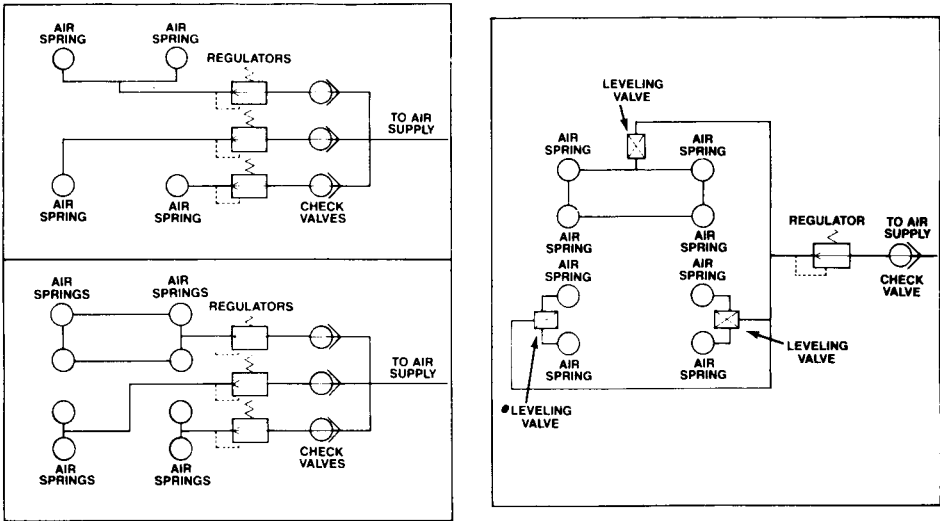 AIR
SPRING
AIR
SPRING
REGULATORS
TO AIR
SUPPLY
AIR
SPRING
AIR
SPRING
CHECK
VALVES
AIR
SPRINGS
AIR
SPRINGS
REGULATORS
TO AIR
SUPPLY
AIR
SPRINGS
AIR
SPRINGS
CHECK
VALVES
LEVELING
VALVE
AIR
SPRING
AIR
SPRING
AIR
SPRING
AIR
SPRING
REGULATOR
TO AIR
SUPPLY
CHECK
VALVE
AIR
SPRING
AIR
SPRING
AIR
SPRING
AIR
SPRING
LEVELING
VALVE
LEVELING
VALVE